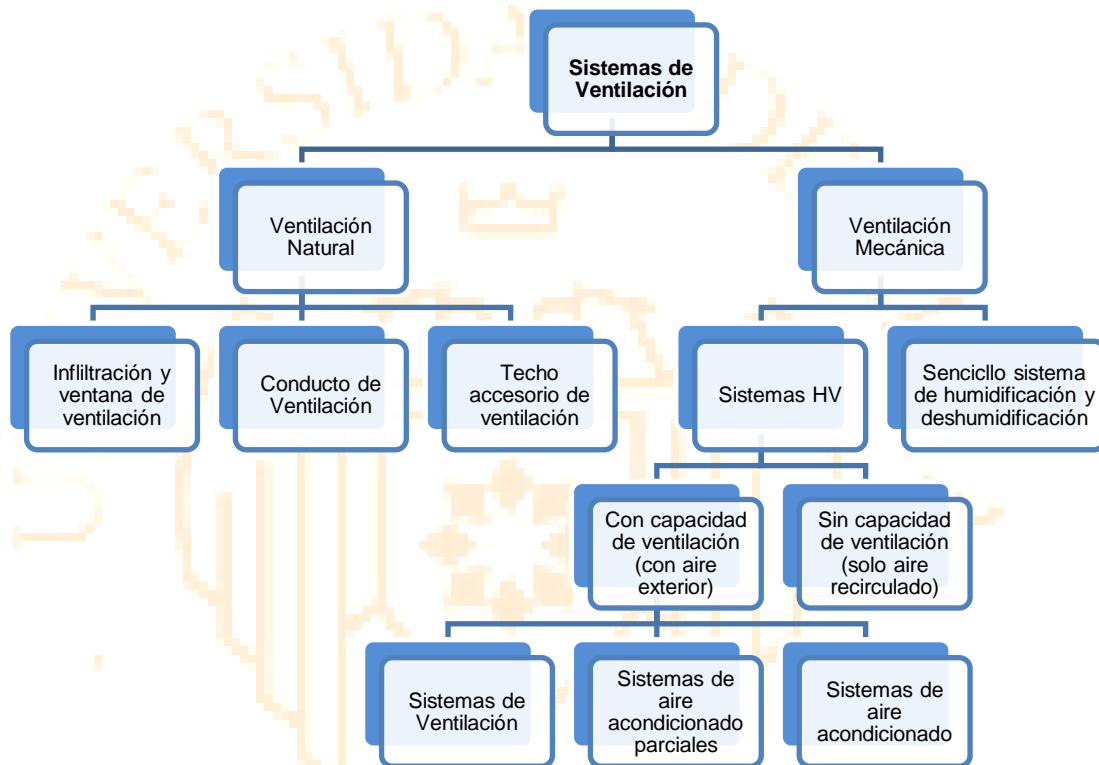 Sistemas de
Ventilación
Ventilación
Natural
Ventilación
Mecánica
Infliltración y
ventana de
ventilación
Conducto de
Ventilación
Techo
accesorio de
ventilación
Sistemas HV
Sencicllo sistema
de humidificación y
deshumidificación
Con capacidad
de ventilación
(con aire
exterior)
Sin capacidad
de ventilación
(solo aire
recirculado)
Sistemas de
Ventilación
Sistemas de
aire
acondicionado
parciales
Sistemas de
aire
acondicionado